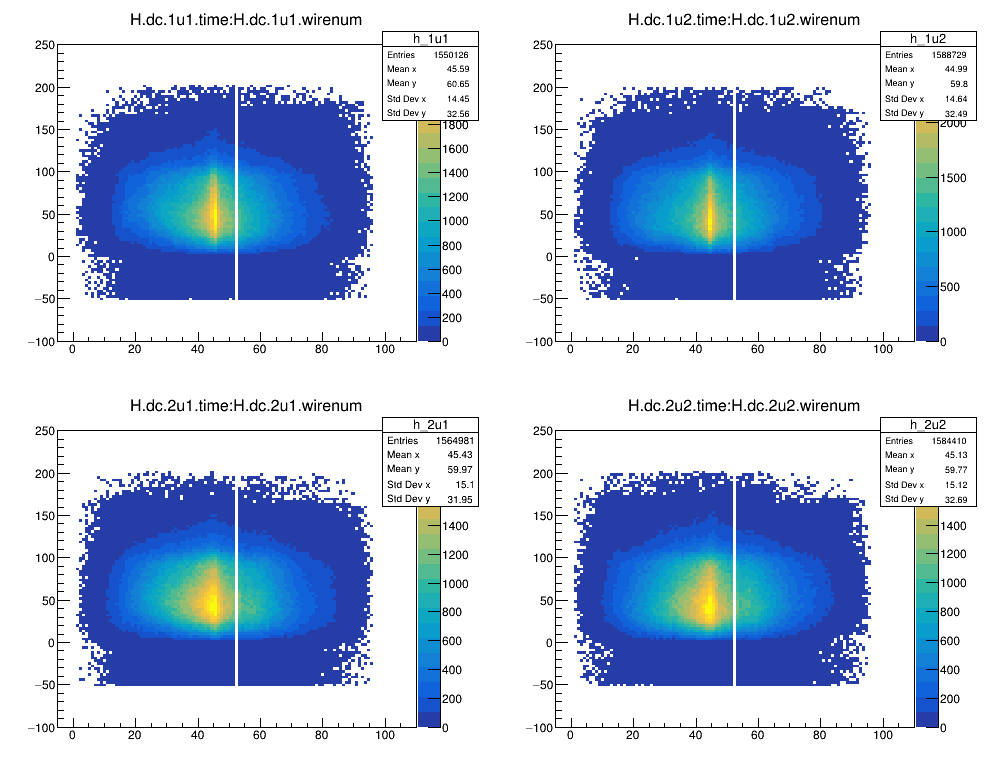 H.dc.1u1.time:H.dc.1u1.wirenum
h_1u1
Entries 1550126
Mean x 45.59
Mean y 60.65
Std Dev x 14.45
Std Dev y 32.56
250
200
150
100
50
0
−50
−100
0 20 40 60 80 100
1800
1600
1400
1200
1000
800
600
400
200
0
H.dc.1u2.time:H.dc.1u2.wirenum
h_1u2
Entries 1588729
Mean x 44.99
Mean y 59.8
Std Dev x 14.64
Std Dev y 32.49
250
200
150
100
50
0
−50
−100
0 20 40 60 80 100
2000
1500
1000
500
0
H.dc.2u1.time:H.dc.2u1.wirenum
h_2u1
Entries 1564981
Mean x 45.43
Mean y 59.97
Std Dev x 15.1
Std Dev y 31.95
250
200
150
100
50
0
−50
−100
0 20 40 60 80 100
1400
1200
1000
800
600
400
200
0
H.dc.2u2.time:H.dc.2u2.wirenum
h_2u2
Entries 1584410
Mean x 45.13
Mean y 59.77
Std Dev x 15.12
Std Dev y 32.69
250
200
150
100
50
0
−50
−100
0 20 40 60 80 100
1400
1200
1000
800
600
400
200
0